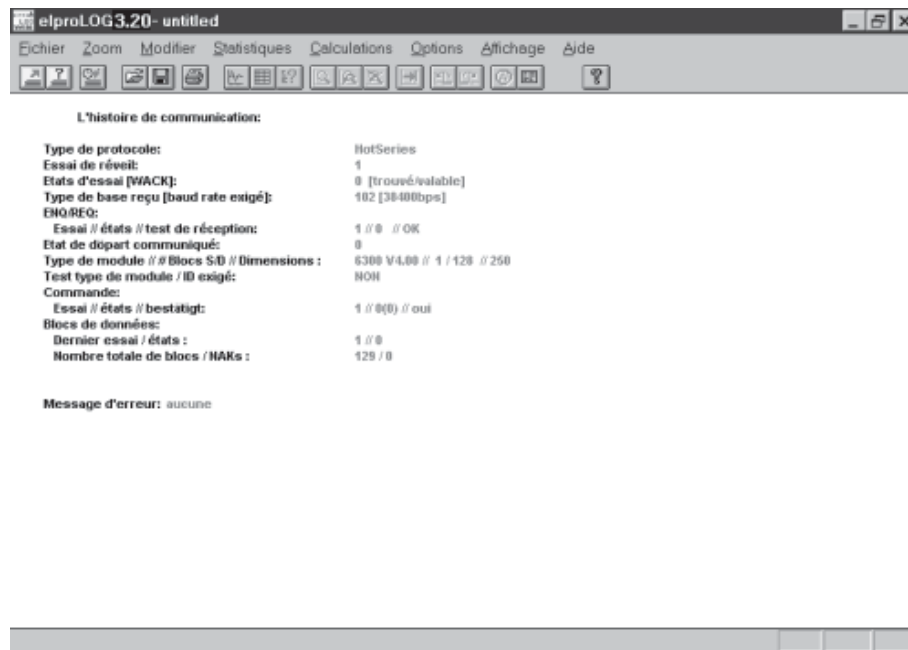 elproLOG 3.20 - untitled
Fichier Zoom Modifier Statistiques Calculations Options Affichage Aide
L'histoire de communication:
Type de protocole: HotSeries
Essai de réveil: 1
Etats d'essai [WACK]: 0 [trouvé/valable]
Type de base reçu [baud rate exigé]: 102 [38400bps]
ENQ/REQ:
Essai // états // test de réception: 1 // 0 // OK
Etat de dópart communiqué: 0
Type de module // # Blocs S/D // Dimensions : 6300 V4.00 // 1 / 128 // 250
Test type de module / ID exigé: NON
Commande:
Essai // états // bestätigt: 1 // 0(0) // oui
Blocs de données:
Dernier essai / états : 1 // 0
Nombre totale de blocs / NAKs : 129 / 0
Message d'erreur: aucune